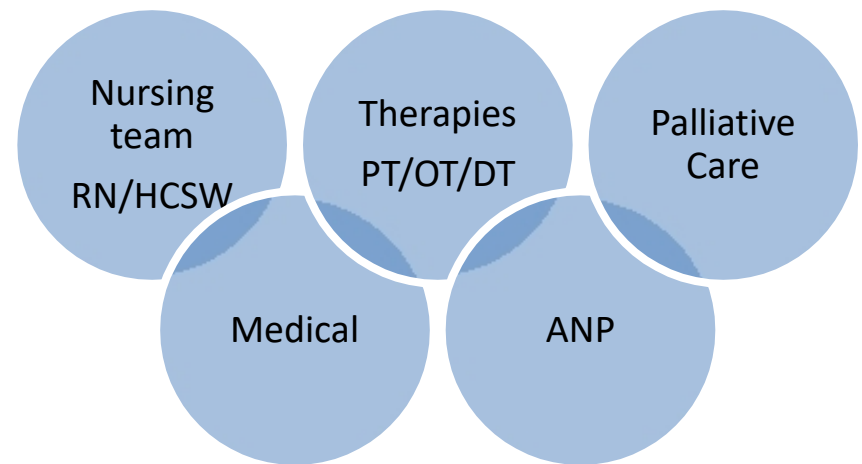 Nursing
team
RN/HCSW
Therapies
PT/OT/DT
Palliative
Care
Medical
ANP